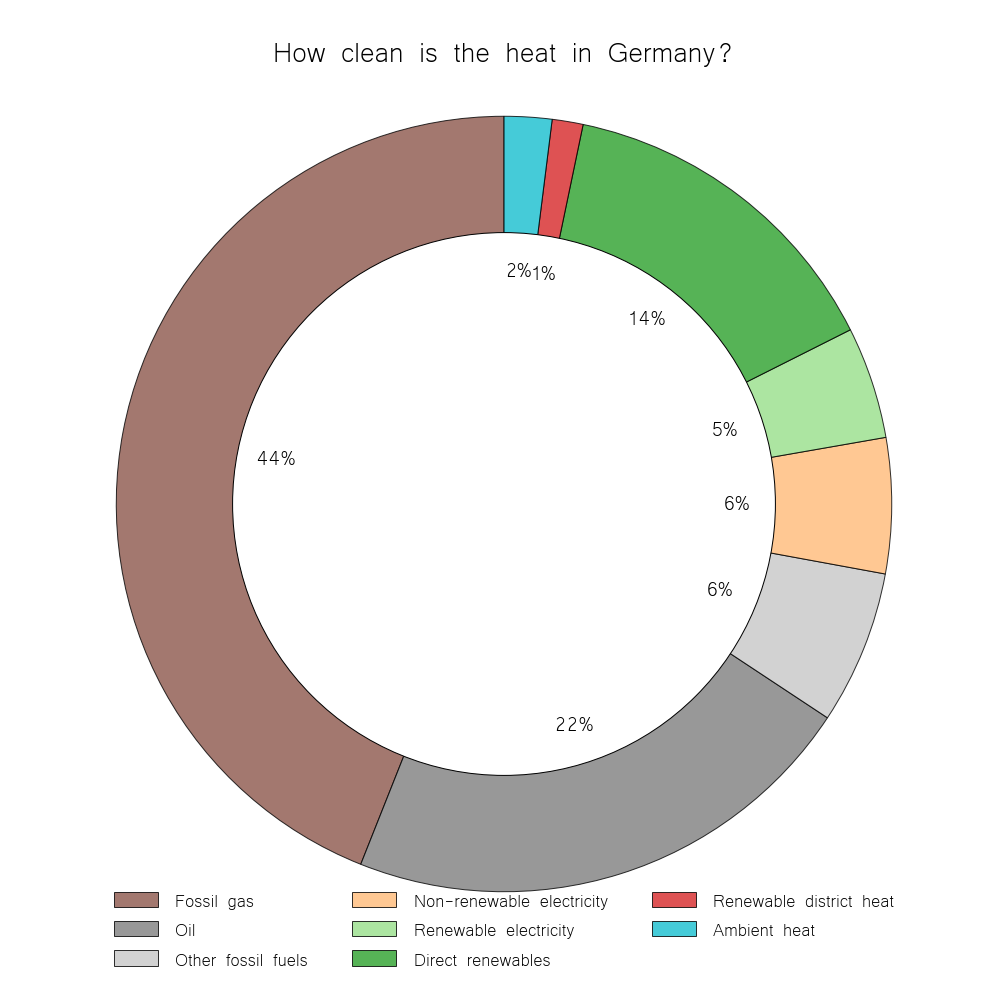 How clean is the heat in Germany?
2%
1%
14%
5%
44%
6%
6%
22%
Fossil gas
Oil
Other fossil fuels
Non-renewable electricity
Renewable electricity
Direct renewables
Renewable district heat
Ambient heat